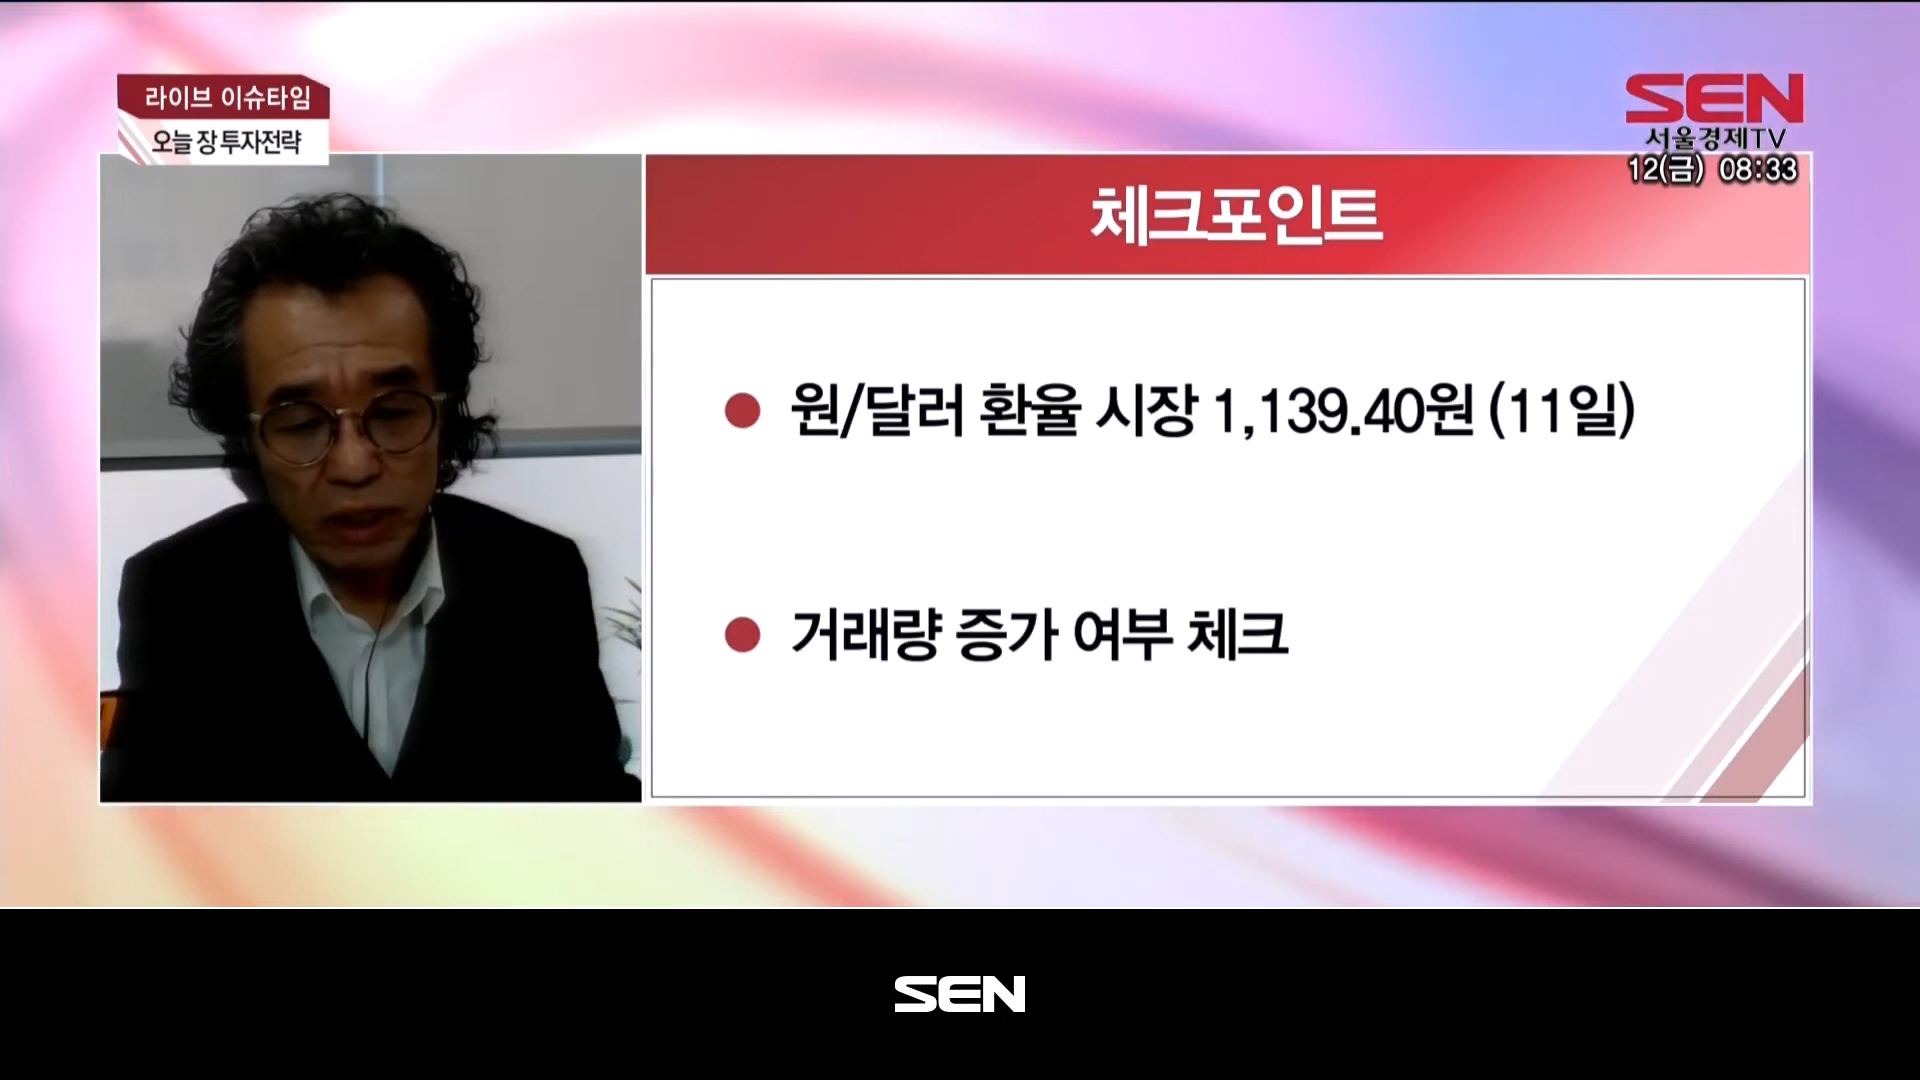 라이브 이슈타임
오늘 장 투자전략
SEN
서울경제TV
12(금) 08:33
체크포인트
원/달러 환율 시장 1,139.40원 (11일)
거래량 증가 여부 체크
SEN